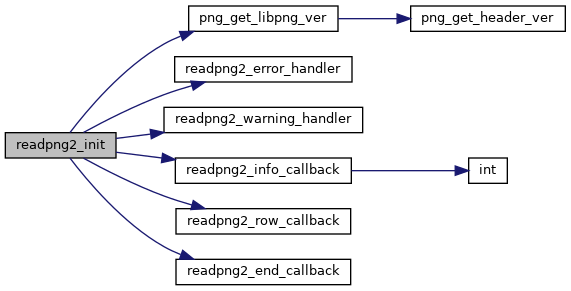 png_get_libpng_ver
png_get_header_ver
readpng2_error_handler
readpng2_warning_handler
readpng2_init
readpng2_info_callback
int
readpng2_row_callback
readpng2_end_callback